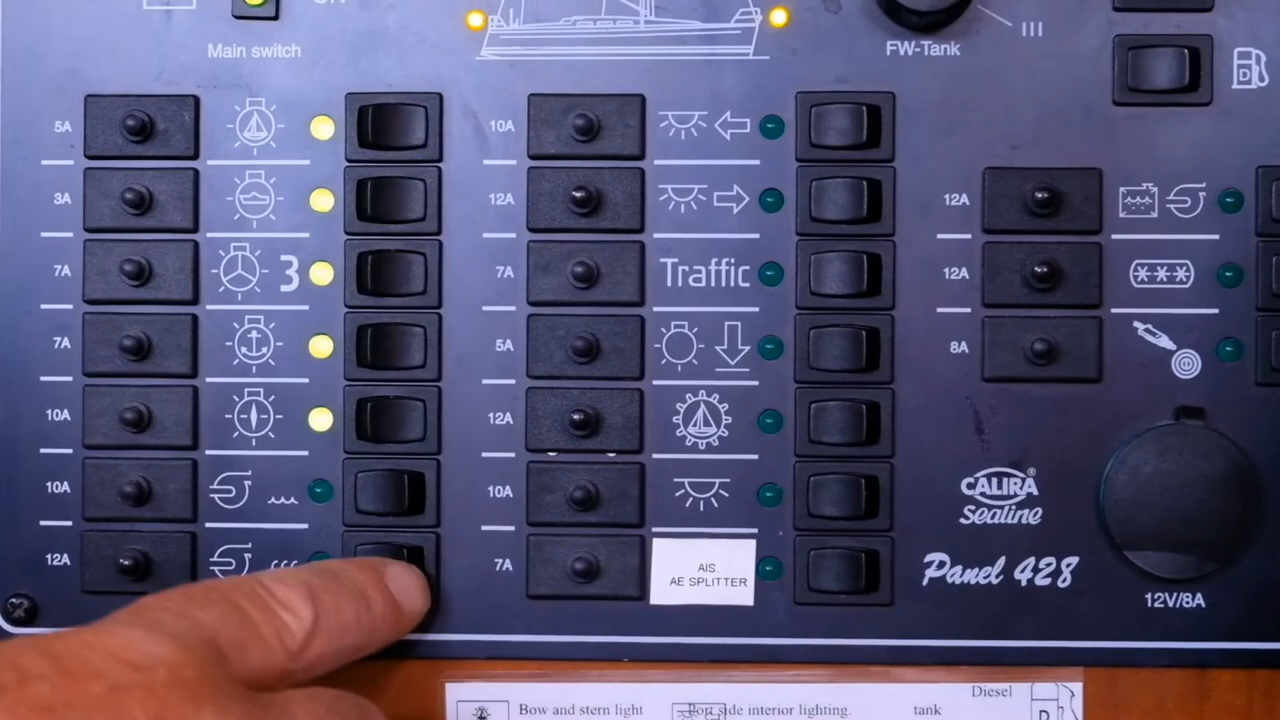 Main switch
FW-Tank
III
D
5A
3A
7A
3
7A
10A
10A
12A
10A
12A
7A
Traffic
5A
12A
10A
7A
AIS.
AE SPLITTER
12A
12A
8A
CALIRA®
Sealine
Panel 428
12V/8A
Bow and stern light
Port side interior lighting.
Diesel
tank
D